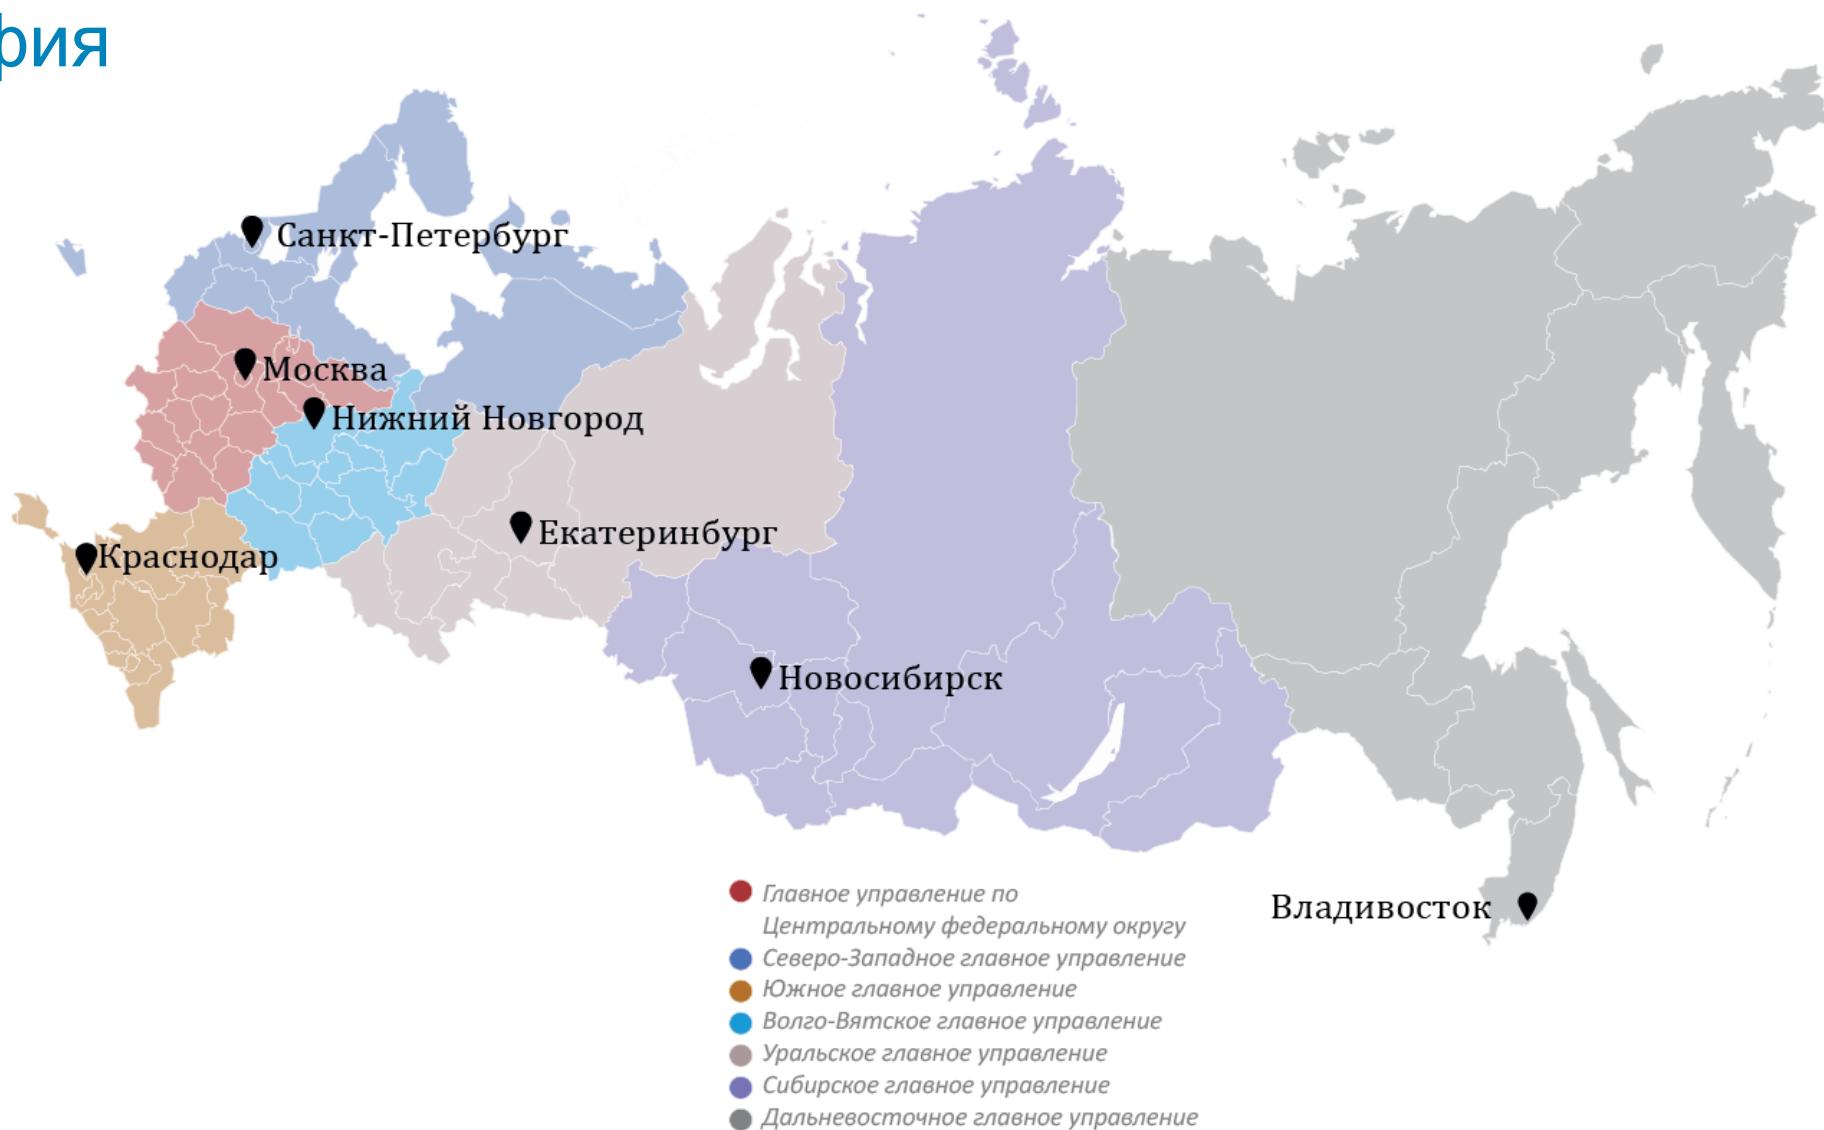 фия
Санкт-Петербург
Москва
Нижний Новгород
Екатеринбург
Краснодар
Новосибирск
Владивосток
Главное управление по
Центральному федеральному округу
Северо-Западное главное управление
Южное главное управление
Волго-Вятское главное управление
Уральское главное управление
Сибирское главное управление
Дальневосточное главное управление